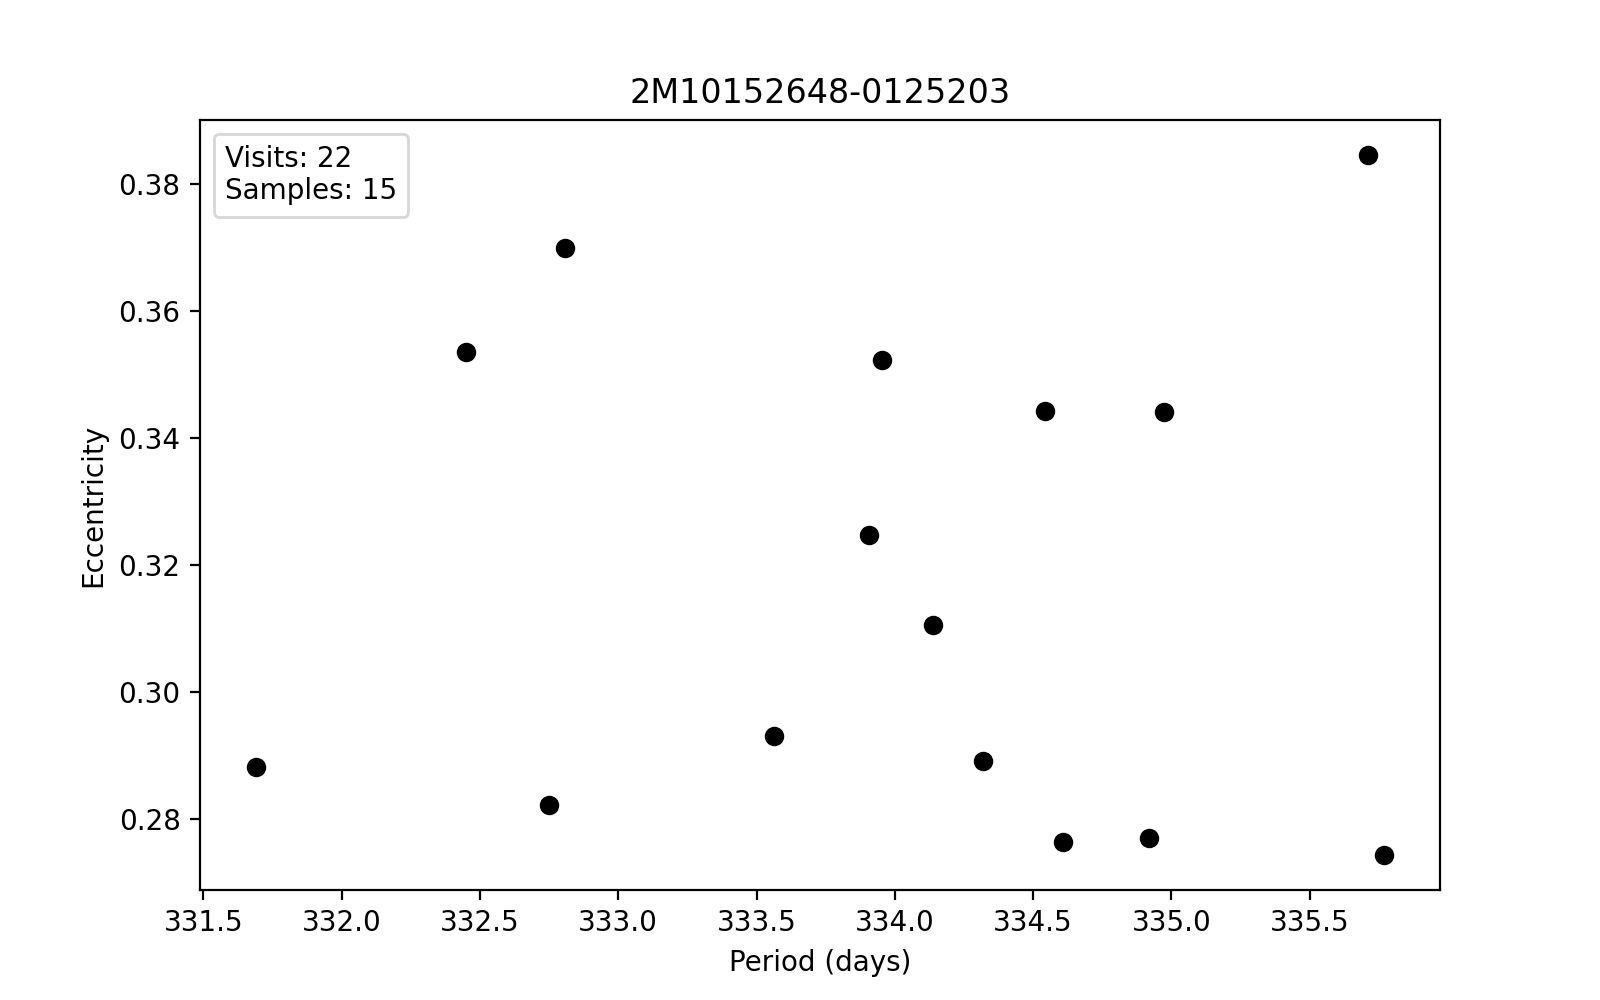 2M10152648-0125203
Visits: 22
Samples: 15
Eccentricity
0.38
0.36
0.34
0.32
0.30
0.28
331.5 332.0 332.5 333.0 333.5 334.0 334.5 335.0 335.5
Period (days)